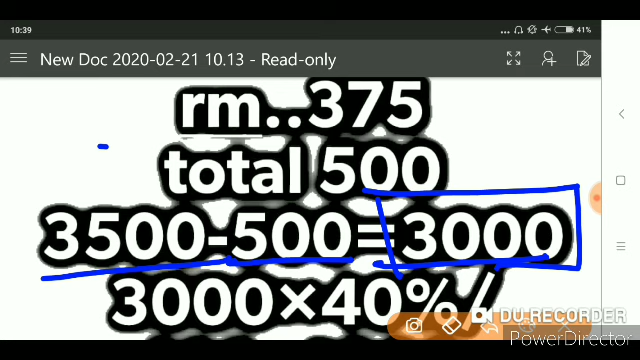 10:39
... 41%
New Doc 2020-02-21 10.13 - Read-only
rm..375
total 500
3500-500=3000
3000×40%/
DU RECORDER
PowerDirector